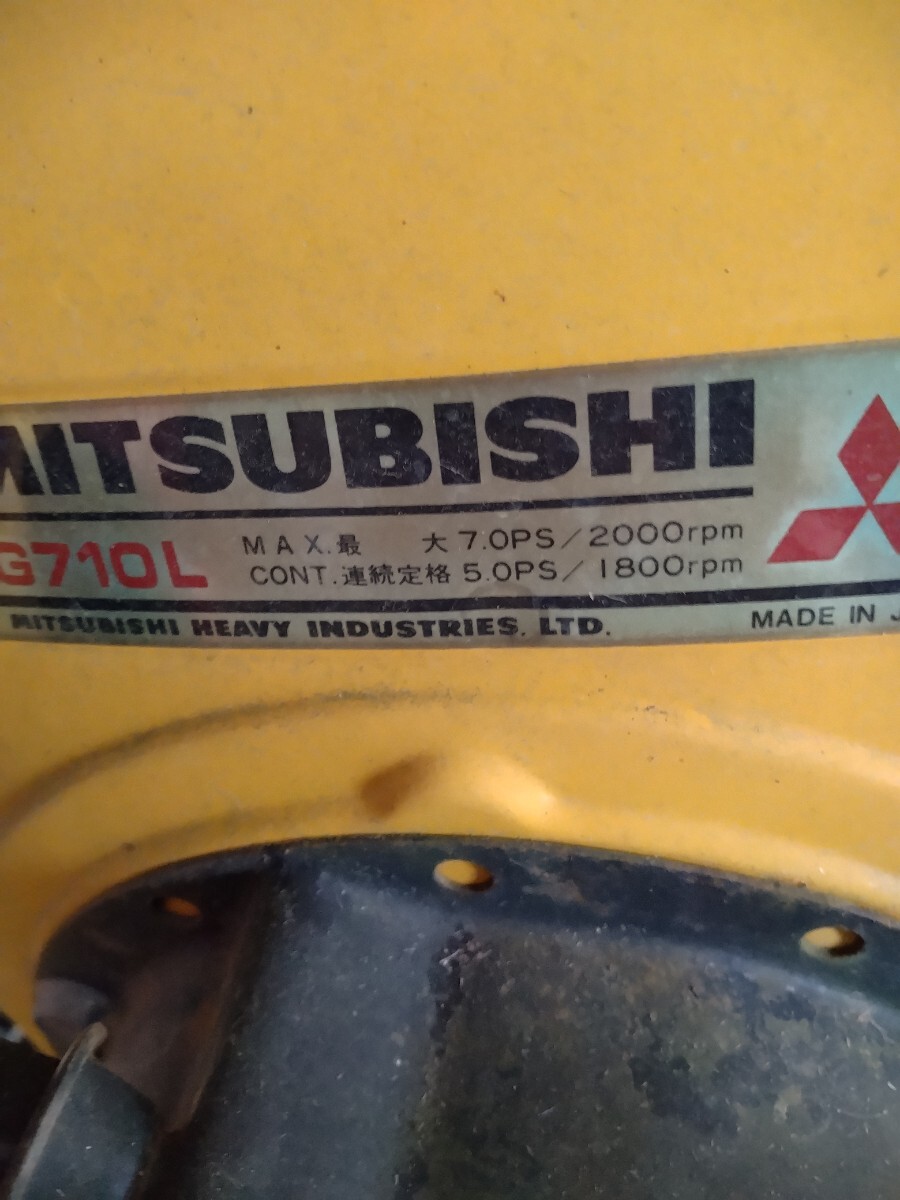 MITSUBISHI
G710L
MAX.最 大 7.0PS/2000rpm
CONT.連続定格 5.0PS/1800rpm
MITSUBISHI HEAVY INDUSTRIES, LTD.
MADE IN J